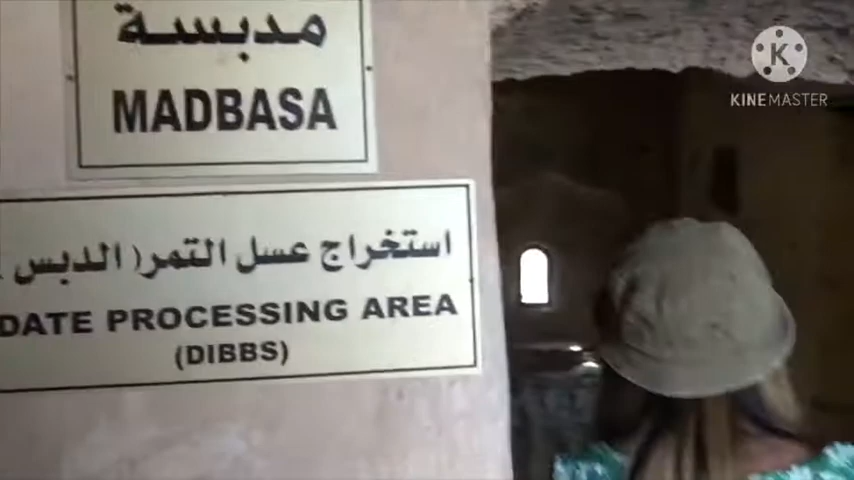 مدبسة
MADBASA
استخراج عسل التمر( الدبس )
DATE PROCESSING AREA
(DIBBS)
K
KINEMASTER